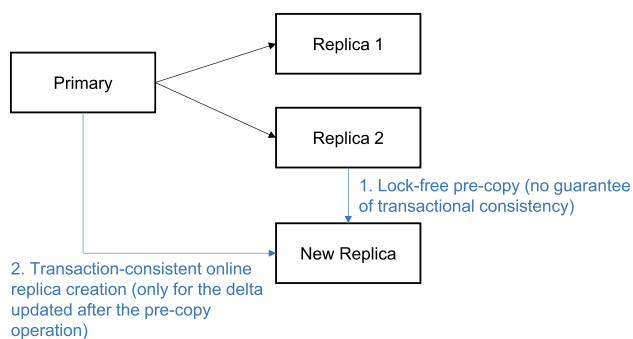 Replica 1
Primary
Replica 2
1. Lock-free pre-copy (no guarantee
of transactional consistency)
New Replica
2. Transaction-consistent online
replica creation (only for the delta
updated after the pre-copy
operation)